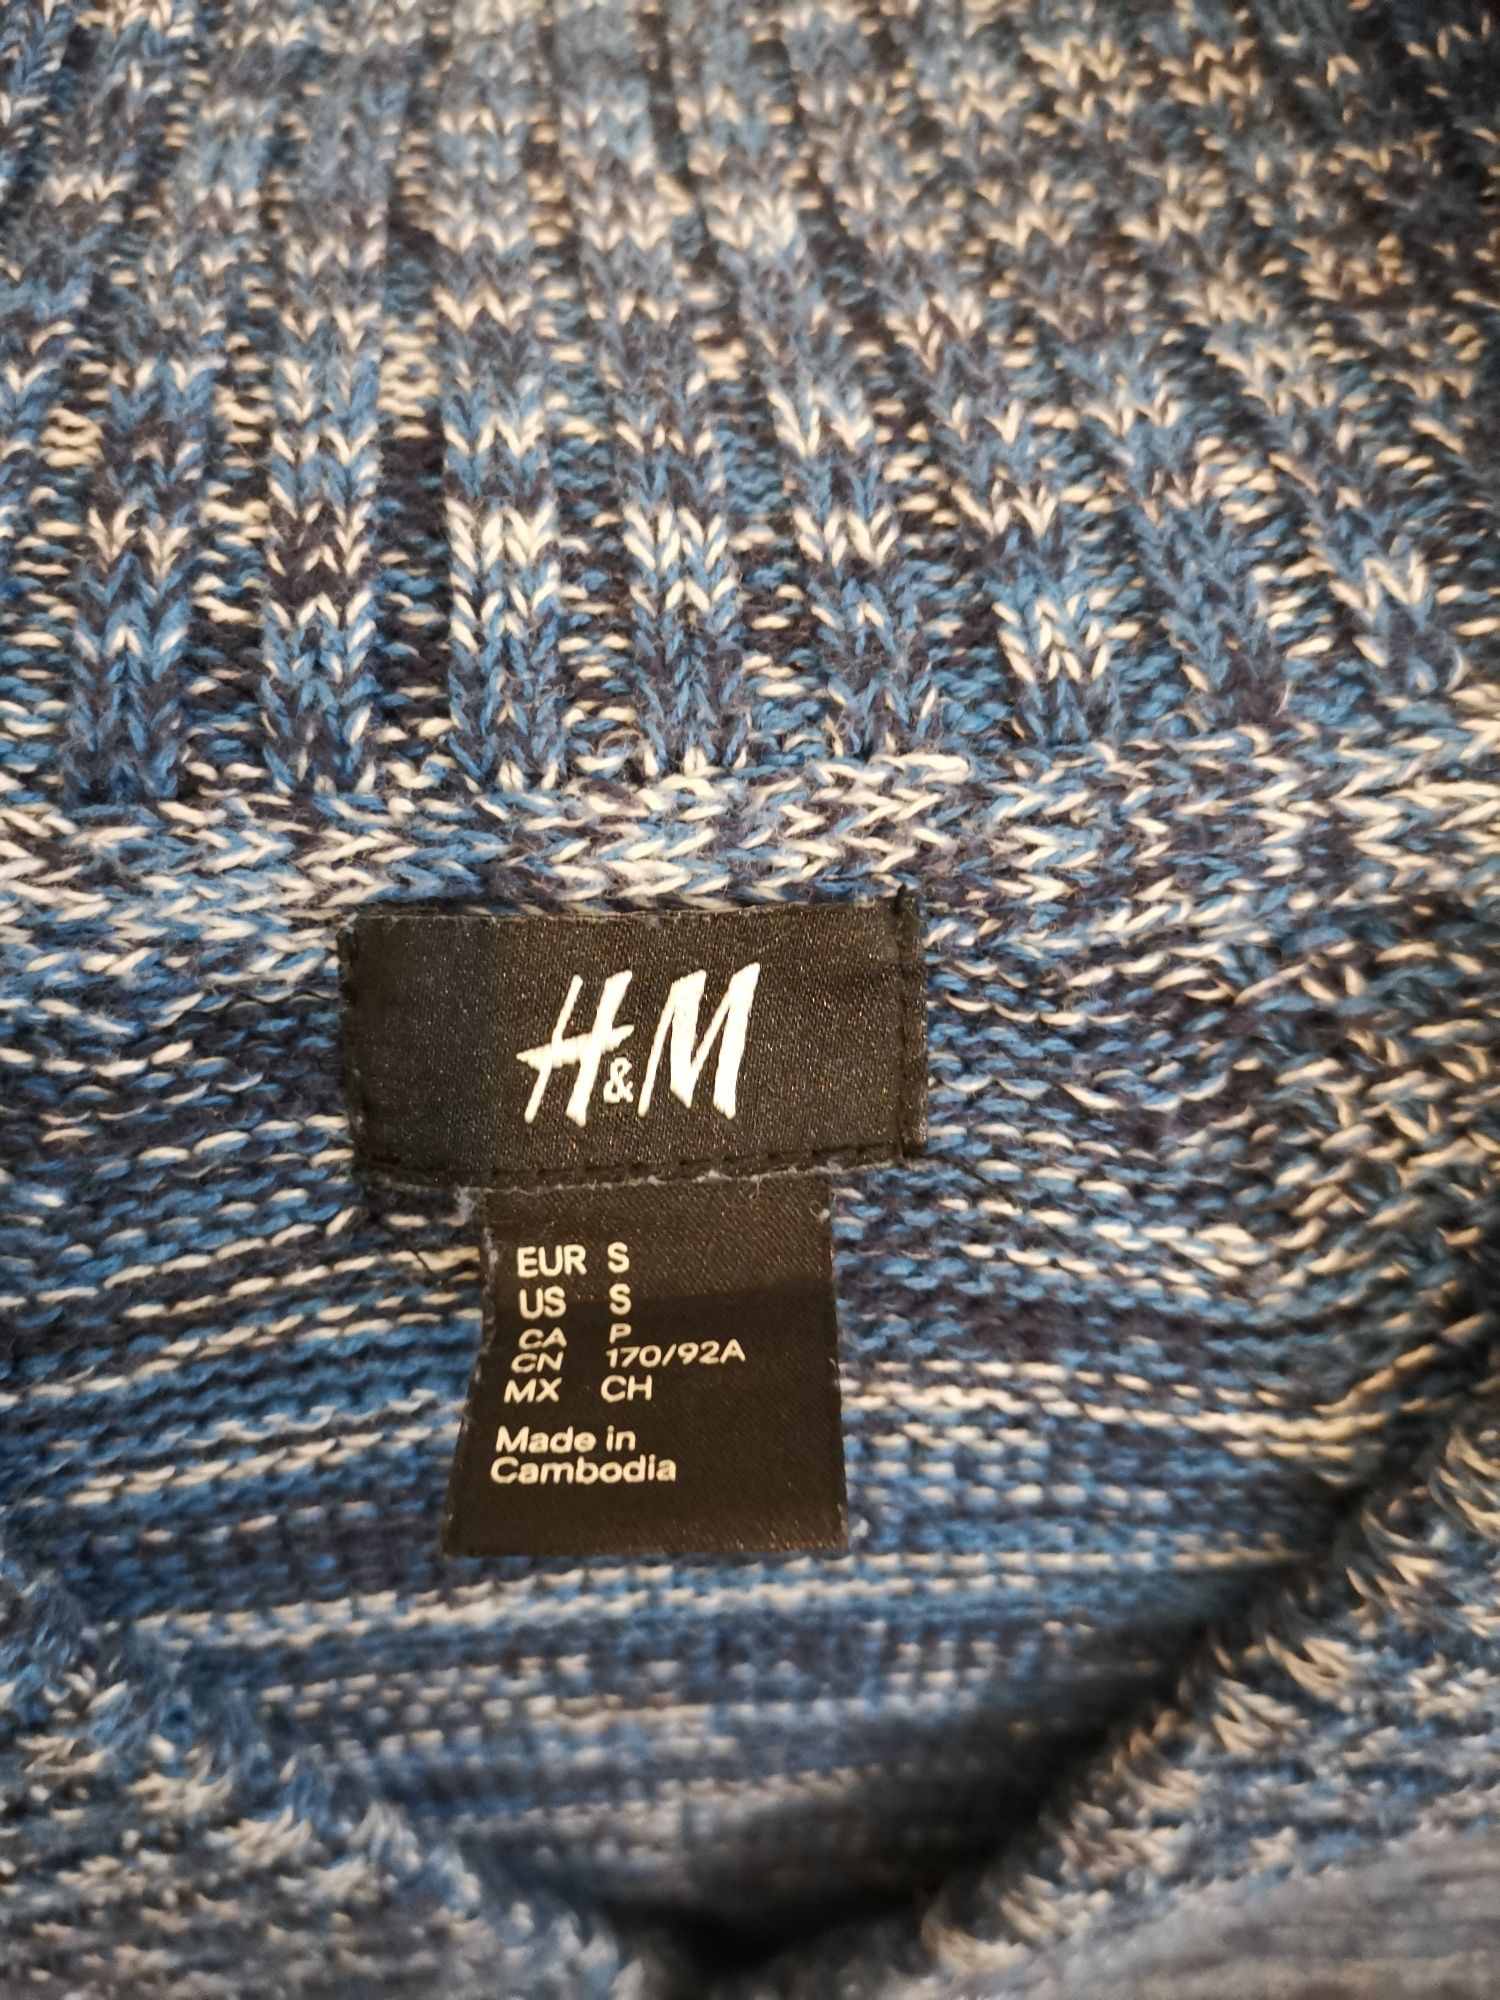 H&M
EUR S
US S
CA P
CN 170/92A
MX CH
Made in
Cambodia